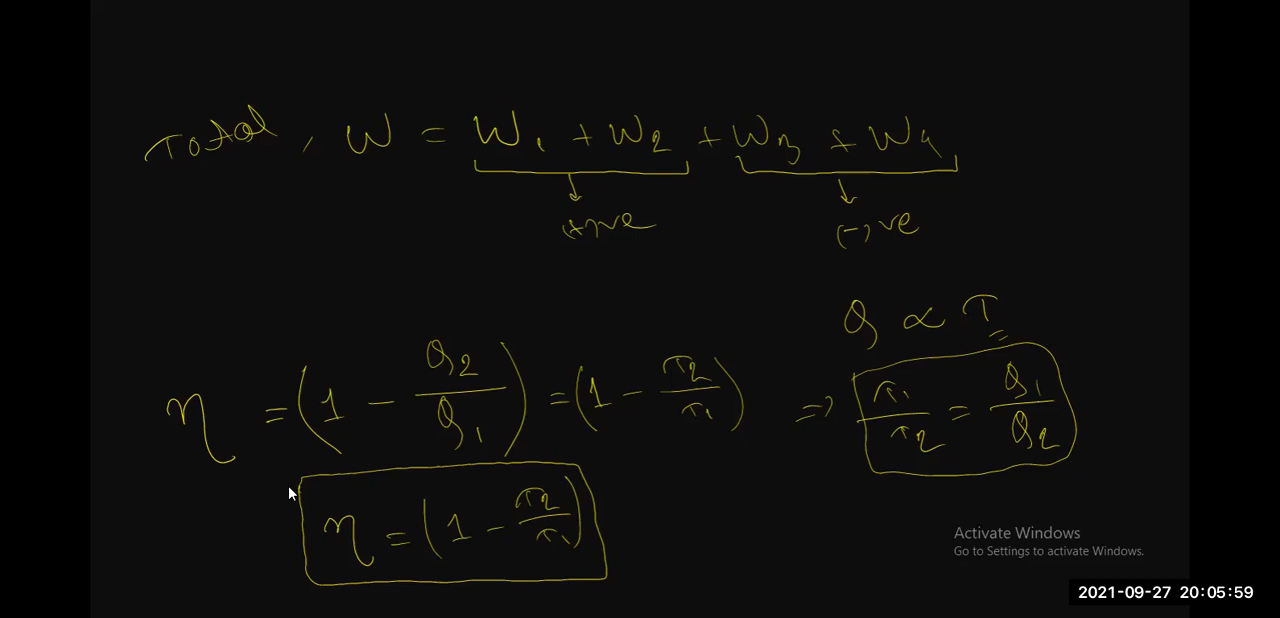 Total, W = W1 + W2 + W3 + W4
(+)ve (-)ve
Q ∝ T
η = (1 - Q2/Q1) = (1 - T2/T1) => T1/T2 = Q1/Q2
η = (1 - T2/T1)
Activate Windows
Go to Settings to activate Windows.
2021-09-27 20:05:59